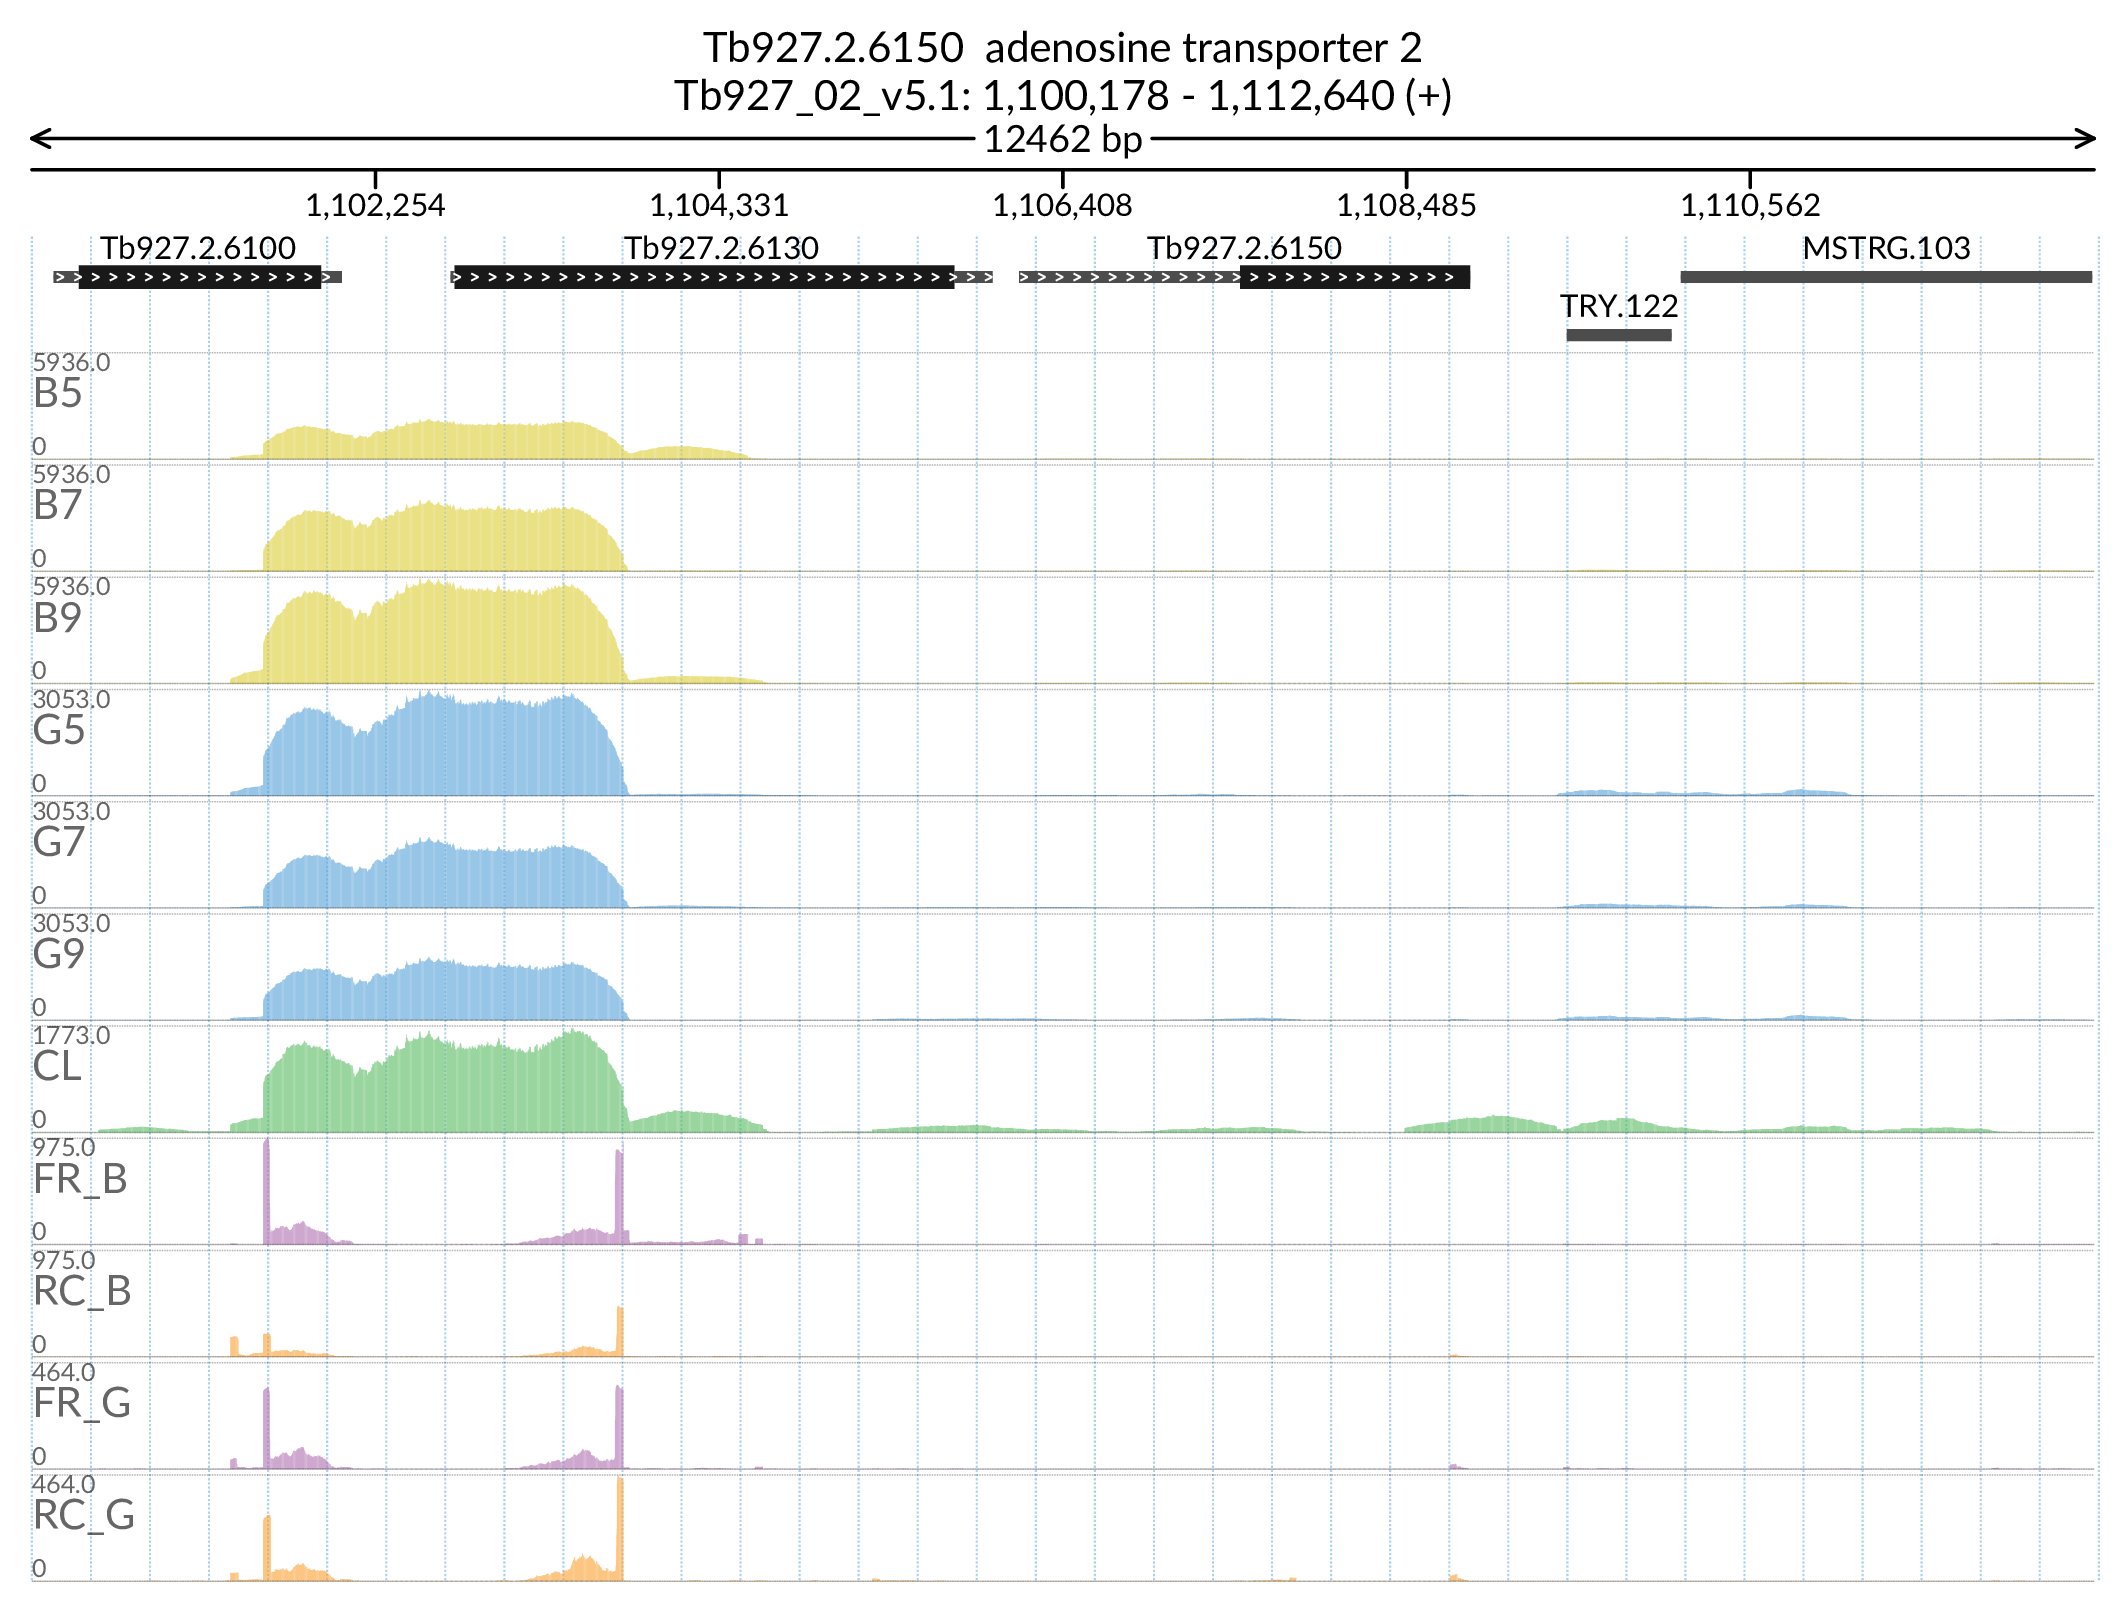 Tb927.2.6150 adenosine transporter 2
Tb927_02_v5.1: 1,100,178 - 1,112,640 (+)
12462 bp
1,102,254 1,104,331 1,106,408 1,108,485 1,110,562
Tb927.2.6100 Tb927.2.6130 Tb927.2.6150 MSTRG.103
TRY.122
5936.0
B5
0
5936.0
B7
0
5936.0
B9
0
3053.0
G5
0
3053.0
G7
0
3053.0
G9
0
1773.0
CL
0
975.0
FR_B
0
975.0
RC_B
0
464.0
FR_G
0
464.0
RC_G
0